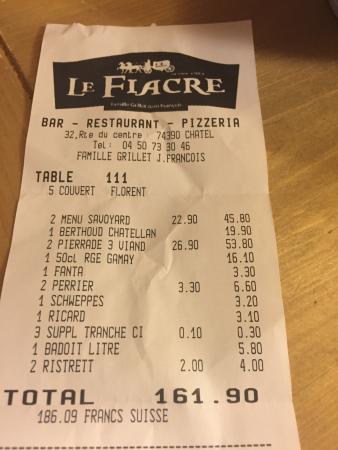 LE FIACRE
Famille Grillet Jean François
BAR - RESTAURANT - PIZZERIA
32,Rte du centre 74390 CHATEL
Tel: 04 50 73 30 46
FAMILLE GRILLET J.FRANCOIS
TABLE 111
5 COUVERT FLORENT
2 MENU SAVOYARD 22.90 45.80
1 BERTHOUD CHATELLAN 19.90
2 PIERRADE 3 VIAND 26.90 53.80
1 50cl RGE GAMAY 16.10
1 FANTA 3.30
2 PERRIER 3.30 6.60
1 SCHWEPPES 3.20
1 RICARD 3.10
3 SUPPL TRANCHE CI 0.10 0.30
1 BADOIT LITRE 5.80
2 RISTRETT 2.00 4.00
TOTAL 161.90
186.09 FRANCS SUISSE